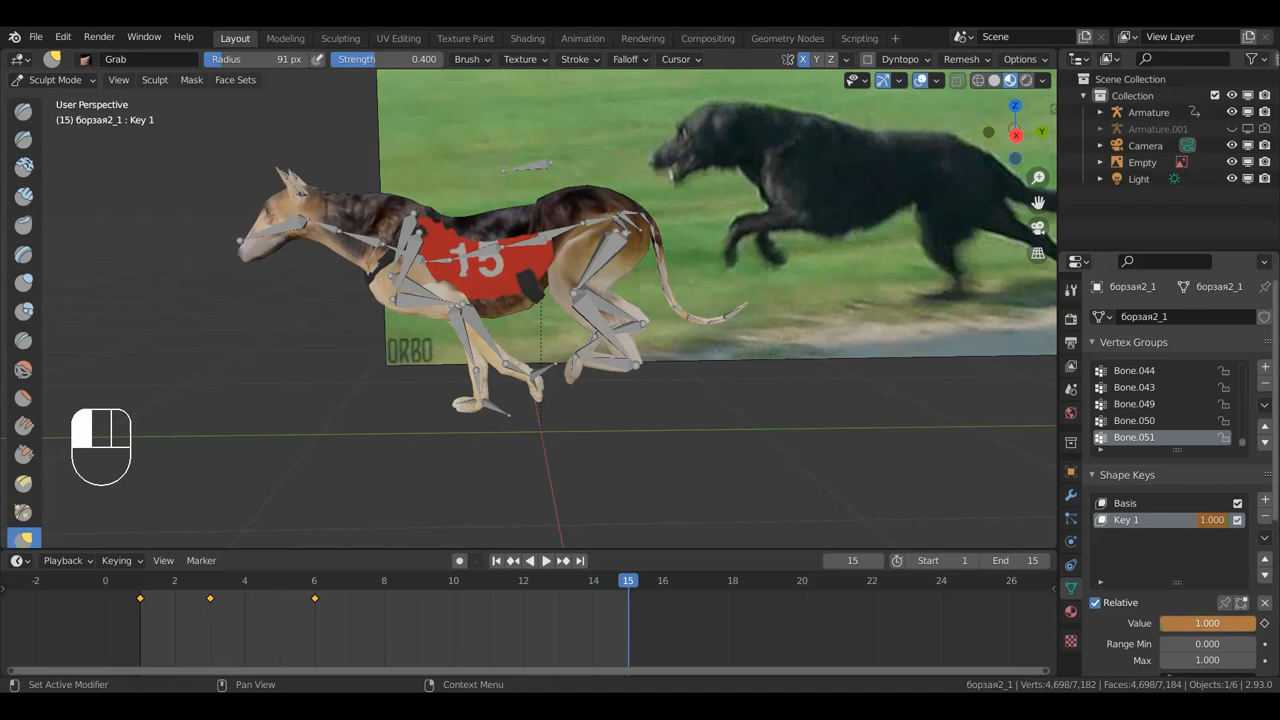 File Edit Render Window Help Layout Modeling Sculpting UV Editing Texture Paint Shading Animation Rendering Compositing Geometry Nodes Scripting Scene View Layer
Grab Radius 91 px Strength 0.400 Brush Texture Stroke Falloff Cursor X Y Z Dyntopo Remesh Options
Sculpt Mode View Sculpt Mask Face Sets
User Perspective
(15) борзая2_1 : Key 1
Z
Y
X
15
ORBO
Scene Collection
Collection
Armature
Armature.001
Camera
Empty
Light
борзая2_1 борзая2_1
борзая2_1
Vertex Groups
Bone.044
Bone.043
Bone.049
Bone.050
Bone.051
Shape Keys
Basis
Key 1 1.000
Relative
Value 1.000
Range Min 0.000
Max 1.000
Playback Keying View Marker 15 Start 1 End 15
-2 0 2 4 6 8 10 12 14 15 16 18 20 22 24 26
Set Active Modifier Pan View Context Menu борзая2_1 | Verts:4,698/7,182 | Faces:4,698/7,184 | Objects:1/6 | 2.93.0